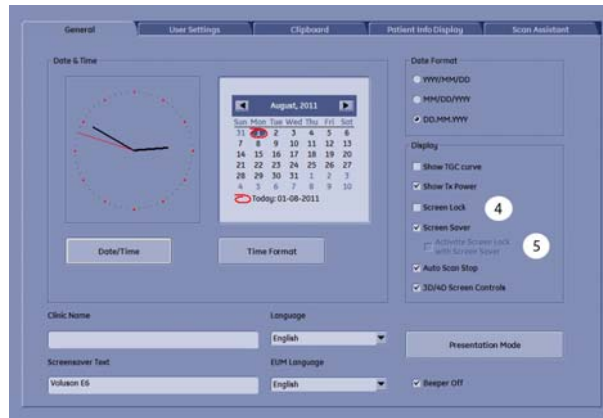 General
User Settings
Clipboard
Patient Info Display
Scan Assistant
Date & Time
August, 2011
Sun Mon Tue Wed Thu Fri Sat
31 1 2 3 4 5 6
7 8 9 10 11 12 13
14 15 16 17 18 19 20
21 22 23 24 25 26 27
28 29 30 31 1 2 3
4 5 6 7 8 9 10
Today: 01-08-2011
Date/Time
Time Format
Date Format
YYYY/MM/DD
MM/DD/YYYY
DD.MM.YYYY
Display
Show TGC curve
Show Tx Power
Screen Lock
4
Screen Saver
Activate Screen Lock
with Screen Saver
5
Auto Scan Stop
3D/4D Screen Controls
Clinic Name
Language
English
Presentation Mode
Screensaver Text
Voluson E6
EUM Language
English
Beeper Off